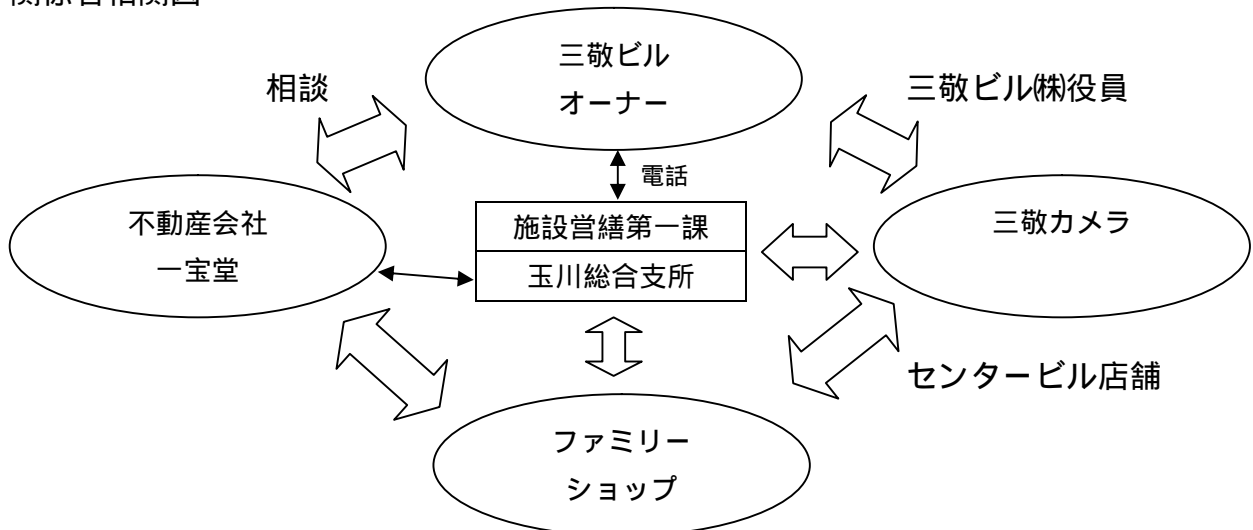 関係者相関図
三敬ビル
オーナー
相談
三敬ビル㈱役員
電話
不動産会社
一宝堂
施設営繕第一課
玉川総合支所
三敬カメラ
センタービル店舗
ファミリー
ショップ